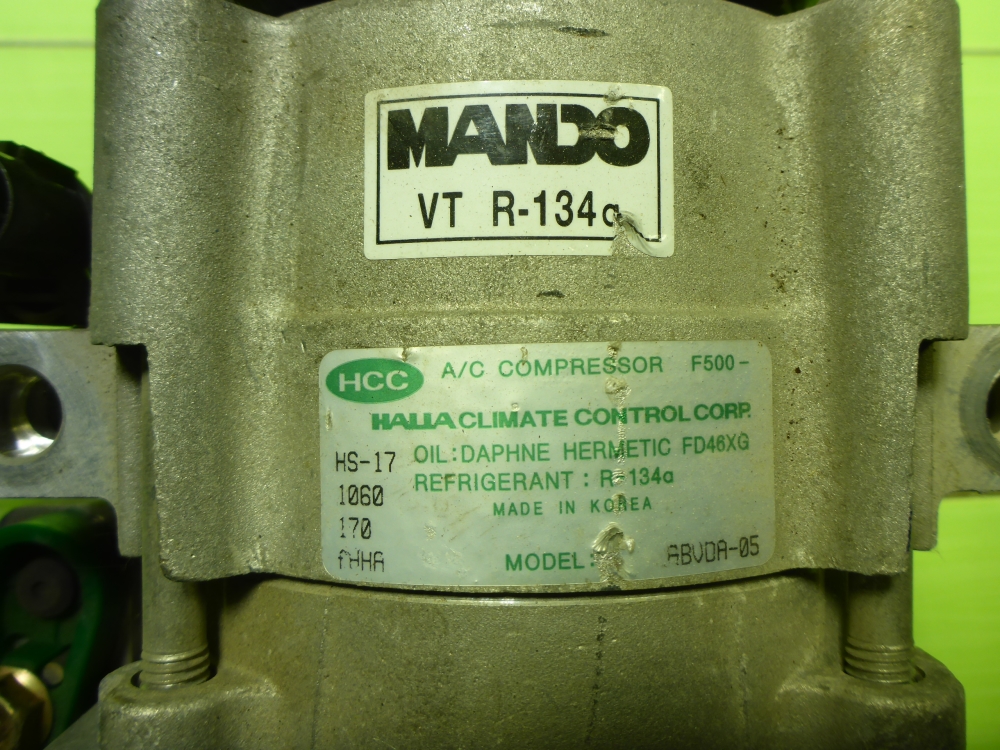 MANDO
VT R-134a
HCC
A/C COMPRESSOR F500-
HALLA CLIMATE CONTROL CORP.
HS-17
OIL:DAPHNE HERMETIC FD46XG
1060
REFRIGERANT : R-134a
170
MADE IN KOREA
MODEL: ABVDA-05